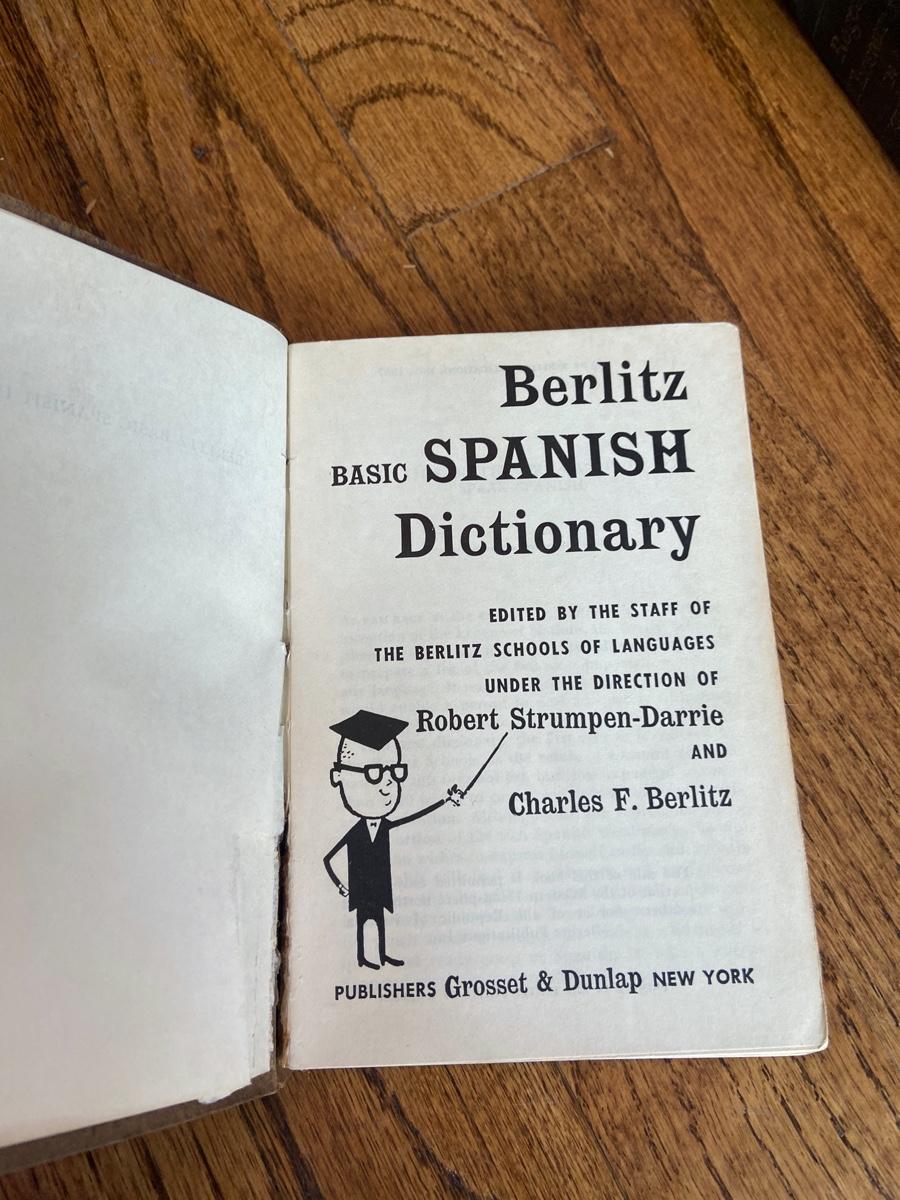 Berlitz
BASIC SPANISH
Dictionary
EDITED BY THE STAFF OF
THE BERLITZ SCHOOLS OF LANGUAGES
UNDER THE DIRECTION OF
Robert Strumpen-Darrie
AND
Charles F. Berlitz
PUBLISHERS Grosset & Dunlap NEW YORK